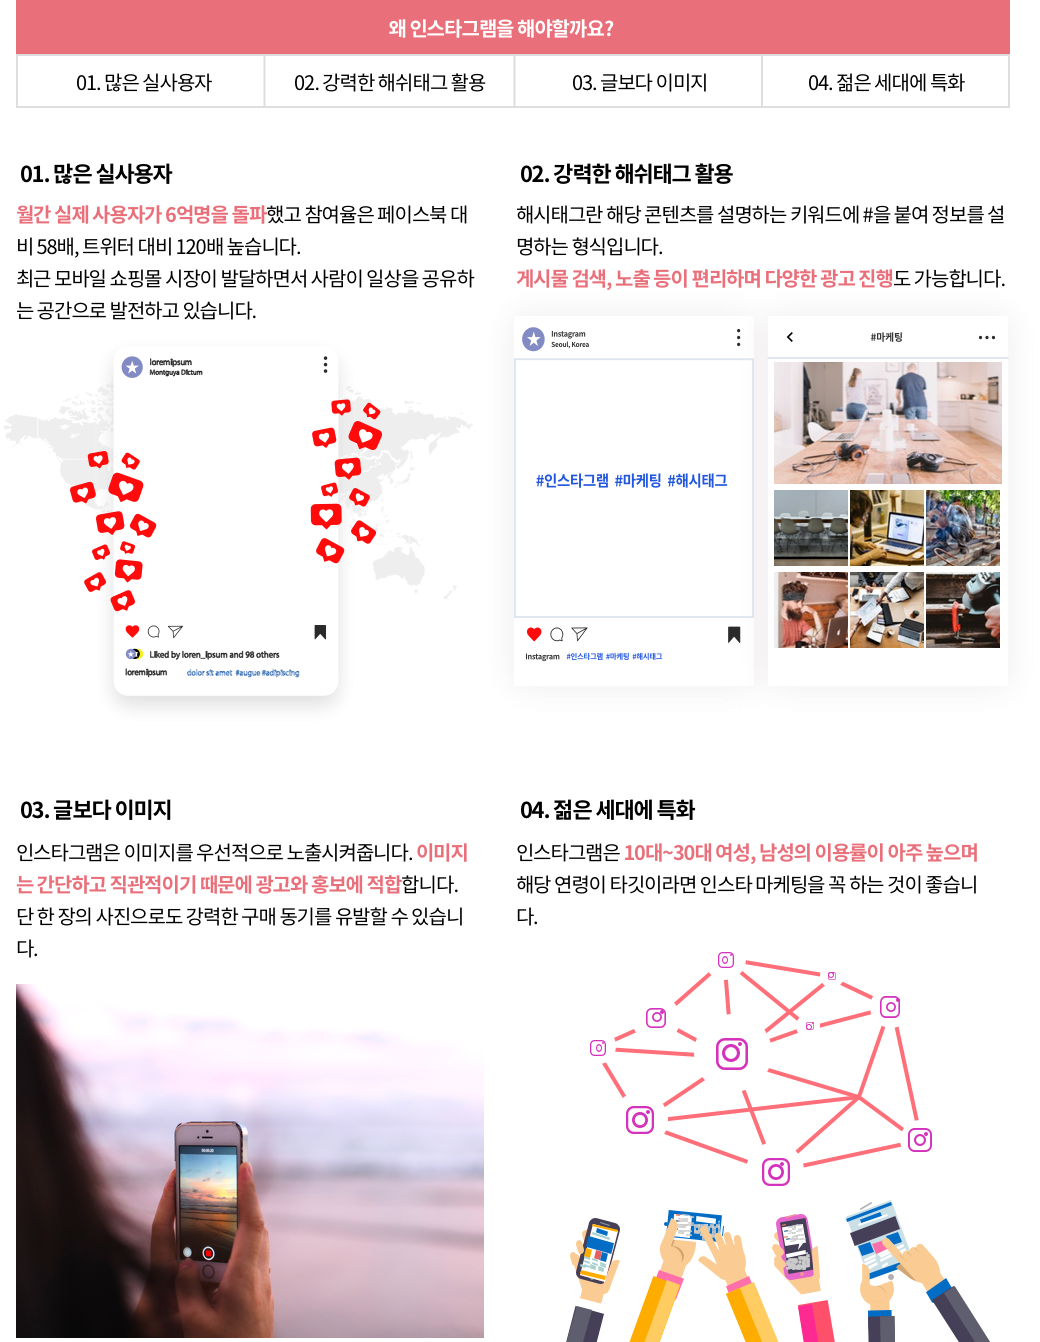 왜 인스타그램을 해야할까요?
01. 많은 실사용자
02. 강력한 해쉬태그 활용
03. 글보다 이미지
04. 젊은 세대에 특화
01. 많은 실사용자
월간 실제 사용자가 6억명을 돌파했고 참여율은 페이스북 대
비 58배, 트위터 대비 120배 높습니다.
최근 모바일 쇼핑몰 시장이 발달하면서 사람이 일상을 공유하
는 공간으로 발전하고 있습니다.
loremipsum
Montguya Dictum
Liked by loren_ipsum and 98 others
loremipsum dolor sit amet #augue #adipiscing
02. 강력한 해쉬태그 활용
해시태그란 해당 콘텐츠를 설명하는 키워드에 #을 붙여 정보를 설
명하는 형식입니다.
게시물 검색, 노출 등이 편리하며 다양한 광고 진행도 가능합니다.
Instagram
Seoul, Korea
#인스타그램 #마케팅 #해시태그
Instagram #인스타그램 #마케팅 #해시태그
#마케팅
03. 글보다 이미지
인스타그램은 이미지를 우선적으로 노출시켜줍니다. 이미지
는 간단하고 직관적이기 때문에 광고와 홍보에 적합합니다.
단 한 장의 사진으로도 강력한 구매 동기를 유발할 수 있습니
다.
04. 젊은 세대에 특화
인스타그램은 10대~30대 여성, 남성의 이용률이 아주 높으며
해당 연령이 타깃이라면 인스타 마케팅을 꼭 하는 것이 좋습니
다.